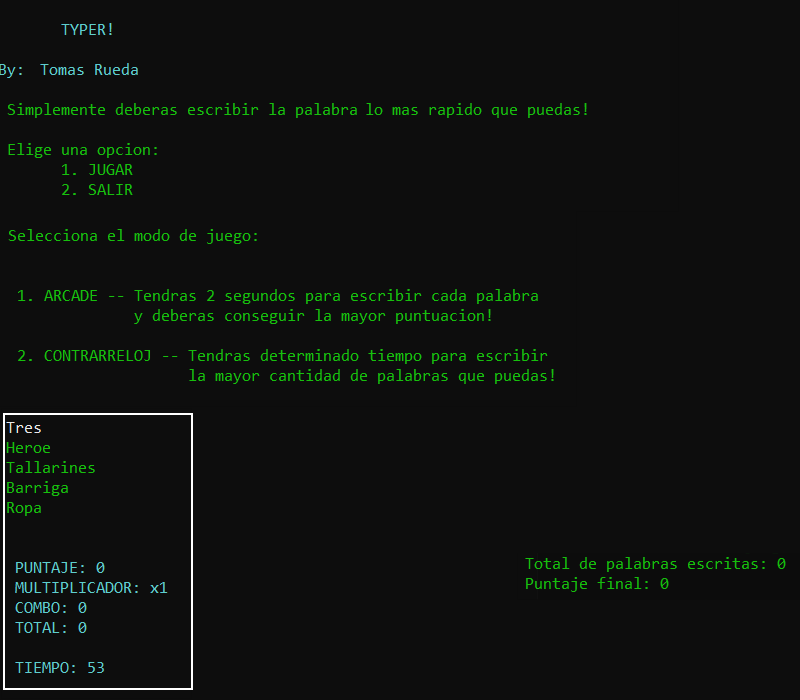 TYPER!
By: Tomas Rueda
Simplemente deberas escribir la palabra lo mas rapido que puedas!
Elige una opcion:
1. JUGAR
2. SALIR
Selecciona el modo de juego:
1. ARCADE -- Tendras 2 segundos para escribir cada palabra
y deberas conseguir la mayor puntuacion!
2. CONTRARRELOJ -- Tendras determinado tiempo para escribir
la mayor cantidad de palabras que puedas!
Tres
Heroe
Tallarines
Barriga
Ropa
PUNTAJE: 0
MULTIPLICADOR: x1
COMBO: 0
TOTAL: 0
TIEMPO: 53
Total de palabras escritas: 0
Puntaje final: 0